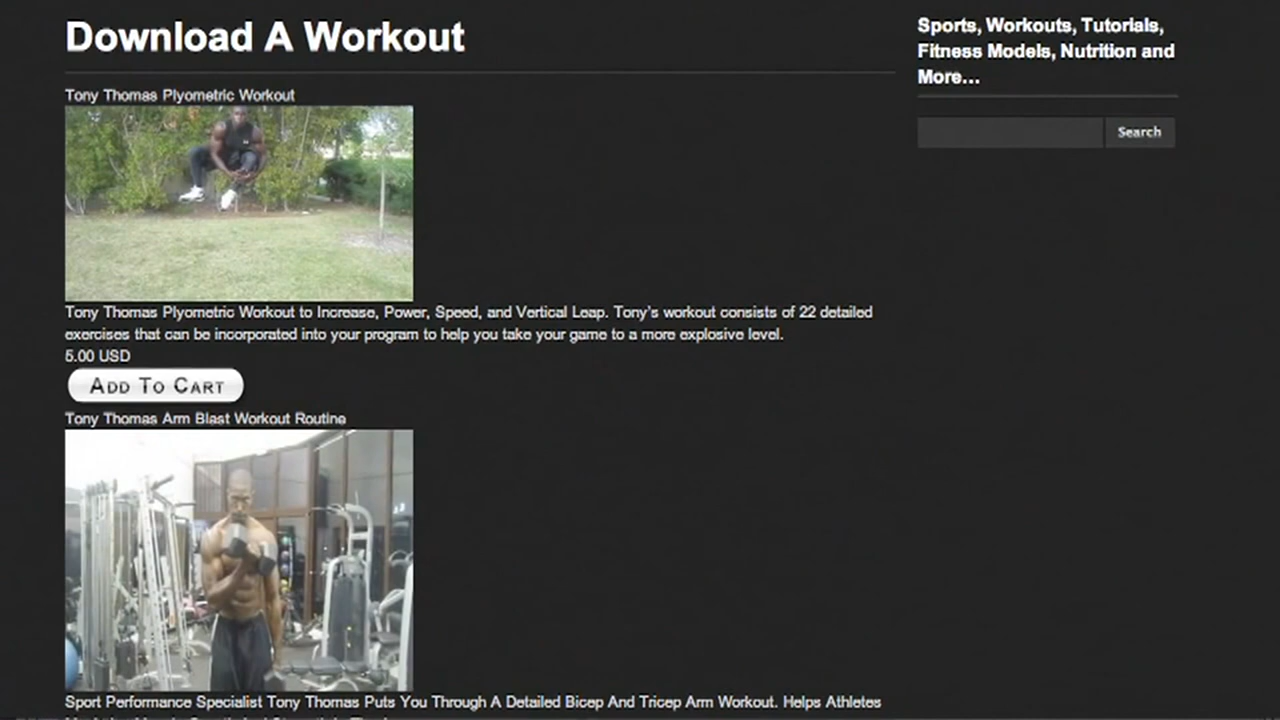 Download A Workout
Tony Thomas Plyometric Workout
Tony Thomas Plyometric Workout to Increase, Power, Speed, and Vertical Leap. Tony's workout consists of 22 detailed
exercises that can be incorporated into your program to help you take your game to a more explosive level.
5.00 USD
ADD TO CART
Tony Thomas Arm Blast Workout Routine
Sport Performance Specialist Tony Thomas Puts You Through A Detailed Bicep And Tricep Arm Workout. Helps Athletes
Sports, Workouts, Tutorials,
Fitness Models, Nutrition and
More...
Search